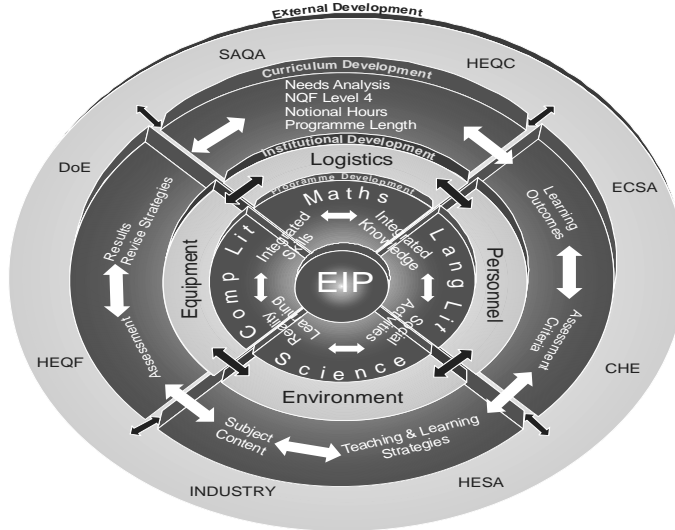 External Development
SAQA
HEQC
Curriculum Development
Needs Analysis
NQF Level 4
Notional Hours
Programme Length
Institutional Development
Logistics
Programme Development
Maths
DoE
ECSA
Results
Revise Strategies
Learning
Outcomes
Equipment
Comp Lit
Integrated
Skills
Integrated
Knowledge
Lang Lit
Personnel
EIP
Reality
Learning
Social
Activities
Science
Assessment
Assessment
Criteria
HEQF
CHE
Environment
Subject
Content
Teaching & Learning
Strategies
INDUSTRY
HESA